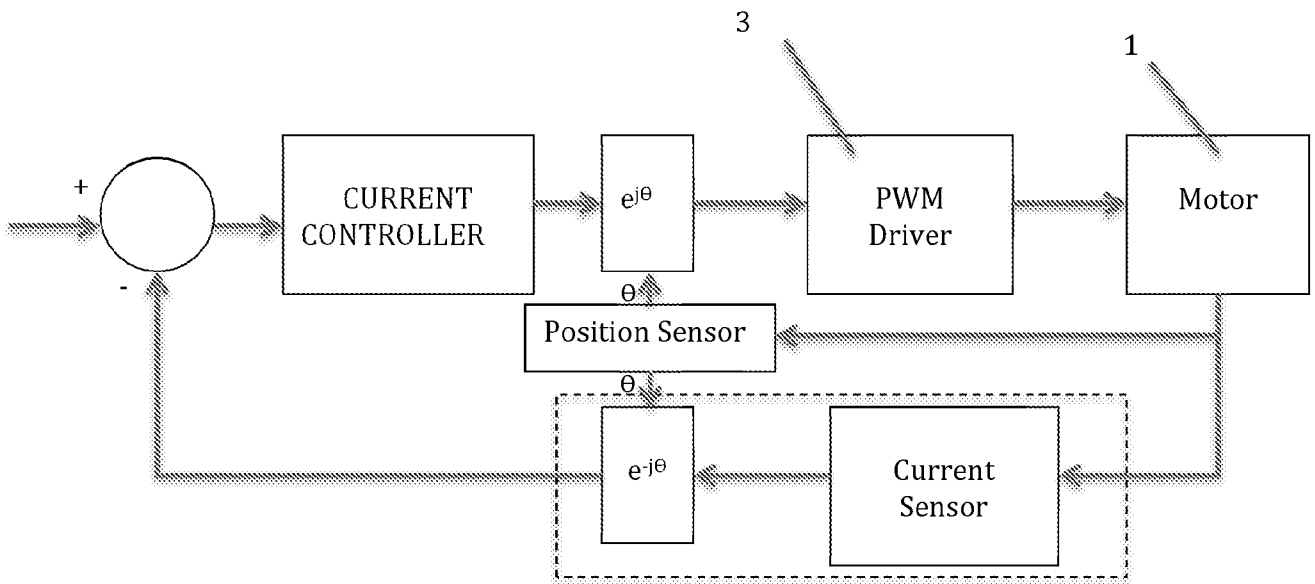 3
1
+
CURRENT
CONTROLLER
e^jθ
PWM
Driver
Motor
-
θ
Position Sensor
θ
e^-jθ
Current
Sensor